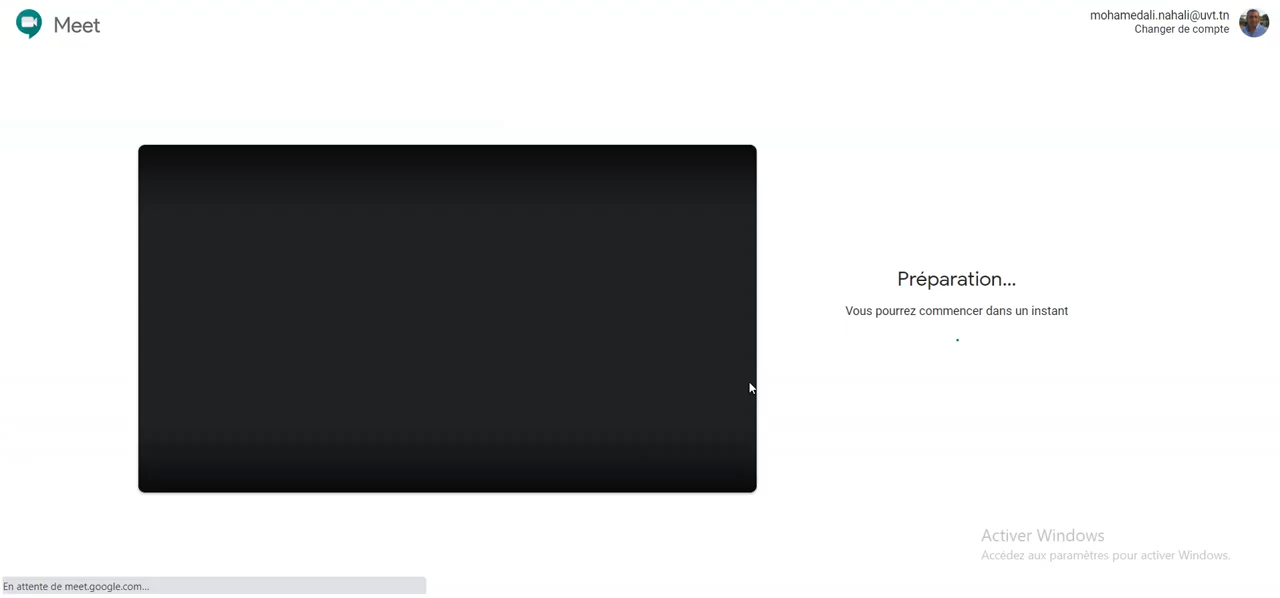 Meet
mohamedali.nahali@uvt.tn
Changer de compte
Préparation...
Vous pourrez commencer dans un instant
Activer Windows
Accédez aux paramètres pour activer Windows.
En attente de meet.google.com...